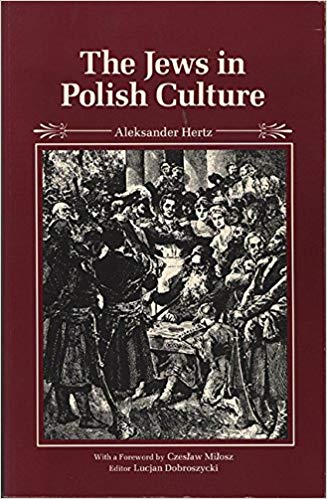 The Jews in
Polish Culture
Aleksander Hertz
With a Foreword by Czesław Miłosz
Editor Lucjan Dobroszycki